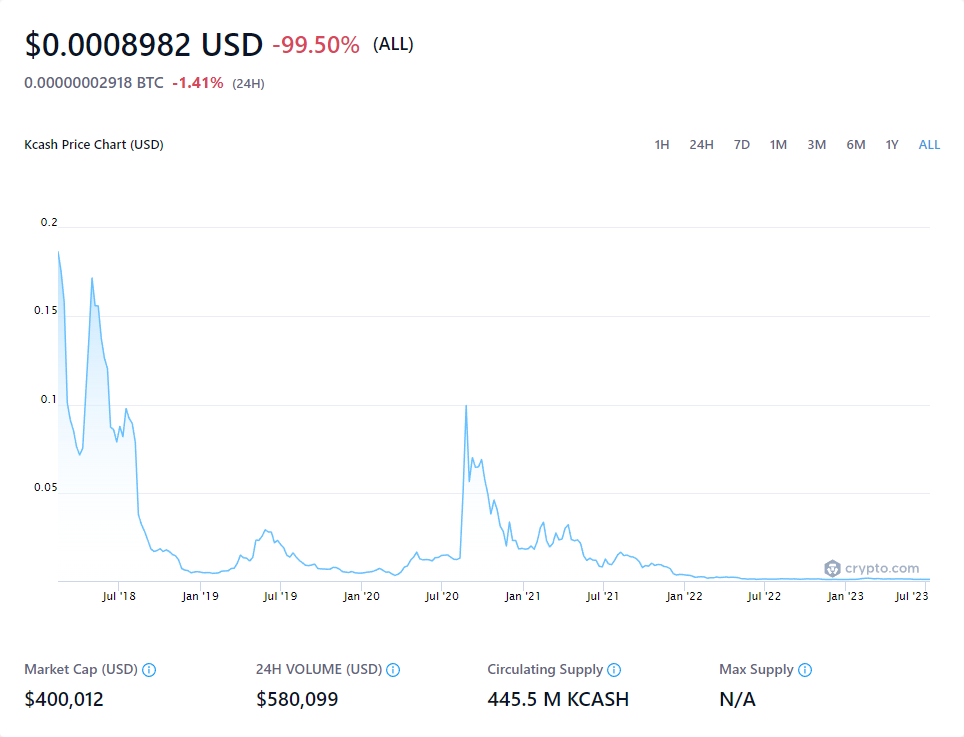 $0.0008982 USD -99.50% (ALL)
0.00000002918 BTC -1.41% (24H)
Kcash Price Chart (USD) 1H 24H 7D 1M 3M 6M 1Y ALL
0.2
0.15
0.1
0.05
crypto.com
Jul '18 Jan '19 Jul '19 Jan '20 Jul '20 Jan '21 Jul '21 Jan '22 Jul '22 Jan '23 Jul '23
Market Cap (USD) 24H VOLUME (USD) Circulating Supply Max Supply
$400,012 $580,099 445.5 M KCASH N/A